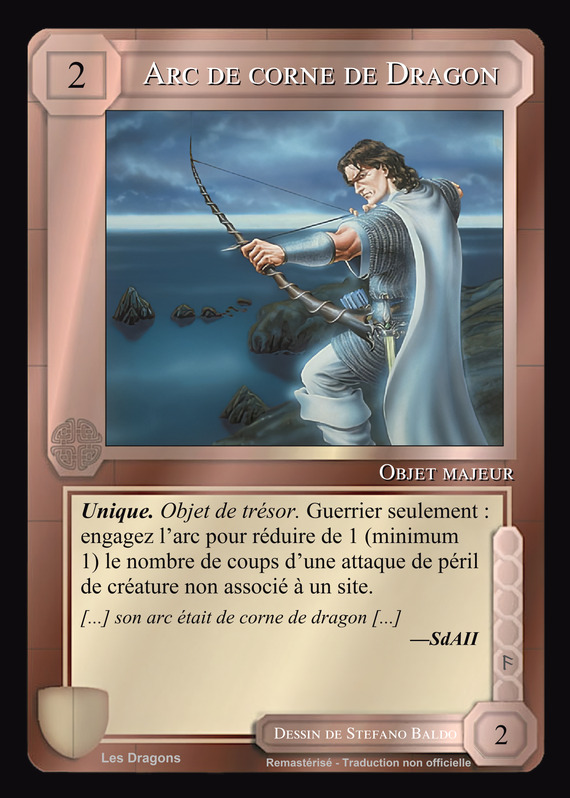 2
Arc de corne de Dragon
Objet majeur
Unique. Objet de trésor. Guerrier seulement :
engagez l’arc pour réduire de 1 (minimum
1) le nombre de coups d’une attaque de péril
de créature non associé à un site.
[...] son arc était de corne de dragon [...]
—SdAII
ᚩ
Dessin de Stefano Baldo
2
Les Dragons
Remastérisé - Traduction non officielle